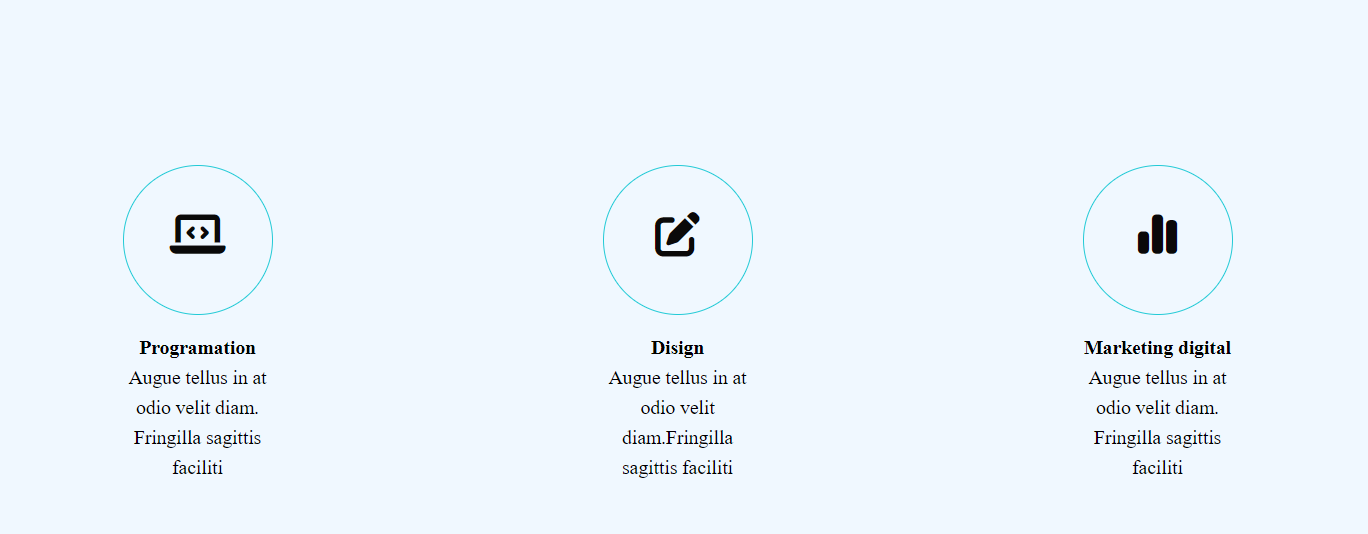 Programation
Augue tellus in at
odio velit diam.
Fringilla sagittis
faciliti
Disign
Augue tellus in at
odio velit
diam.Fringilla
sagittis faciliti
Marketing digital
Augue tellus in at
odio velit diam.
Fringilla sagittis
faciliti